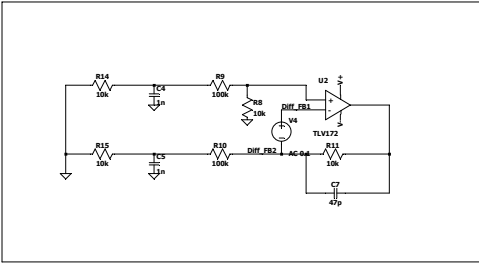 R14
10k
C4
1n
R9
100k
R8
10k
U2
+
+
-
-
TLV172
Diff_FB1
V4
+
AC 0.1
R15
10k
C5
1n
R10
100k
Diff_FB2
R11
10k
C7
47p